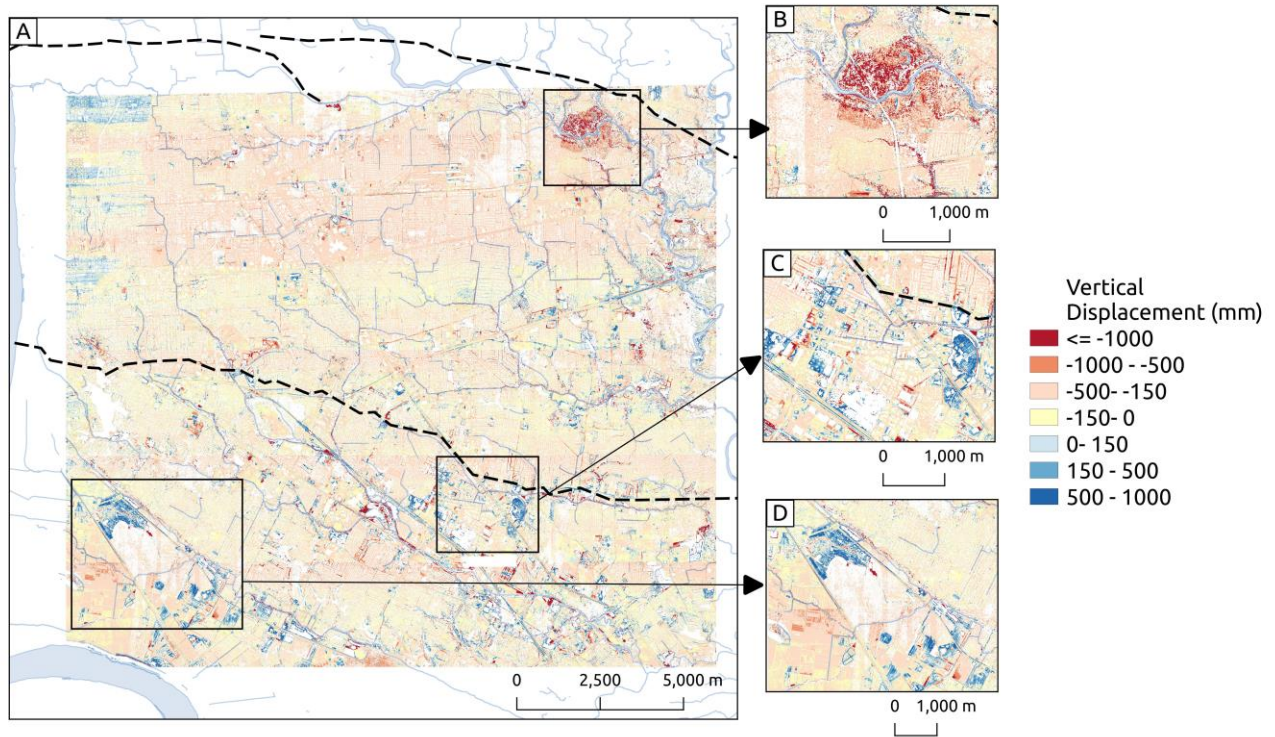 A
B
0 1,000 m
C
0 1,000 m
D
0 1,000 m
0 2,500 5,000 m
Vertical
Displacement (mm)
<= -1000
-1000 - -500
-500- -150
-150- 0
0- 150
150 - 500
500 - 1000